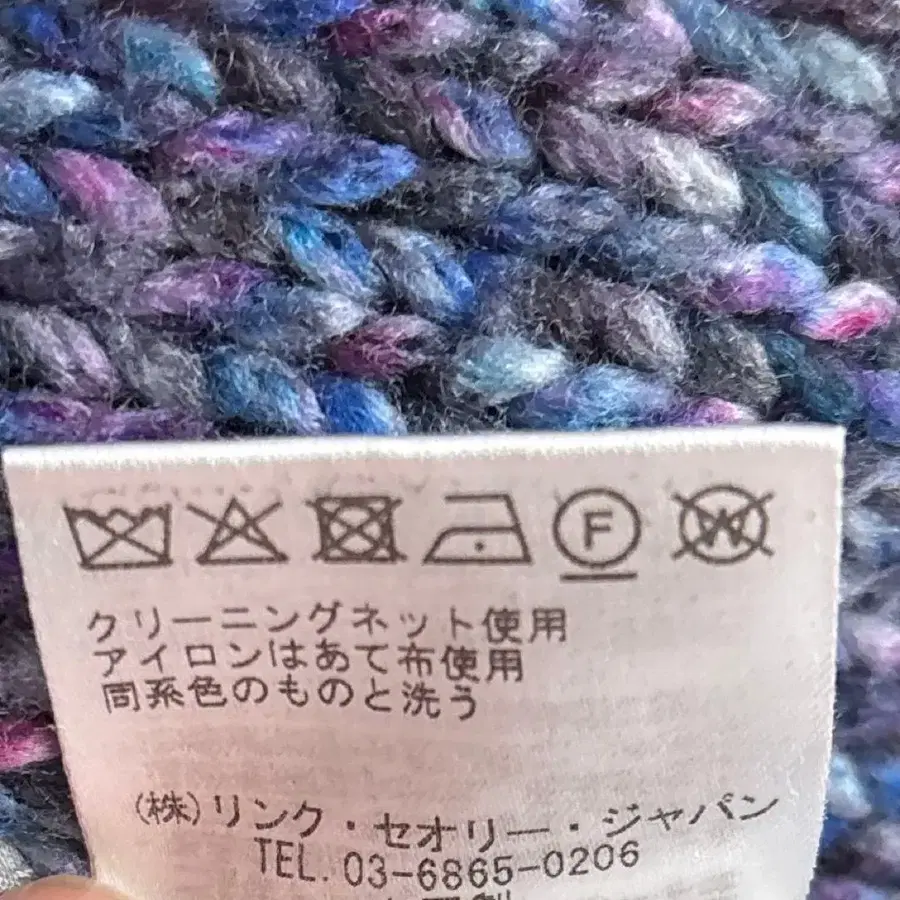 F W
クリーニングネット使用
アイロンはあて布使用
同系色のものと洗う
(株)リンク・セオリー・ジャパン
TEL. 03-6865-0206